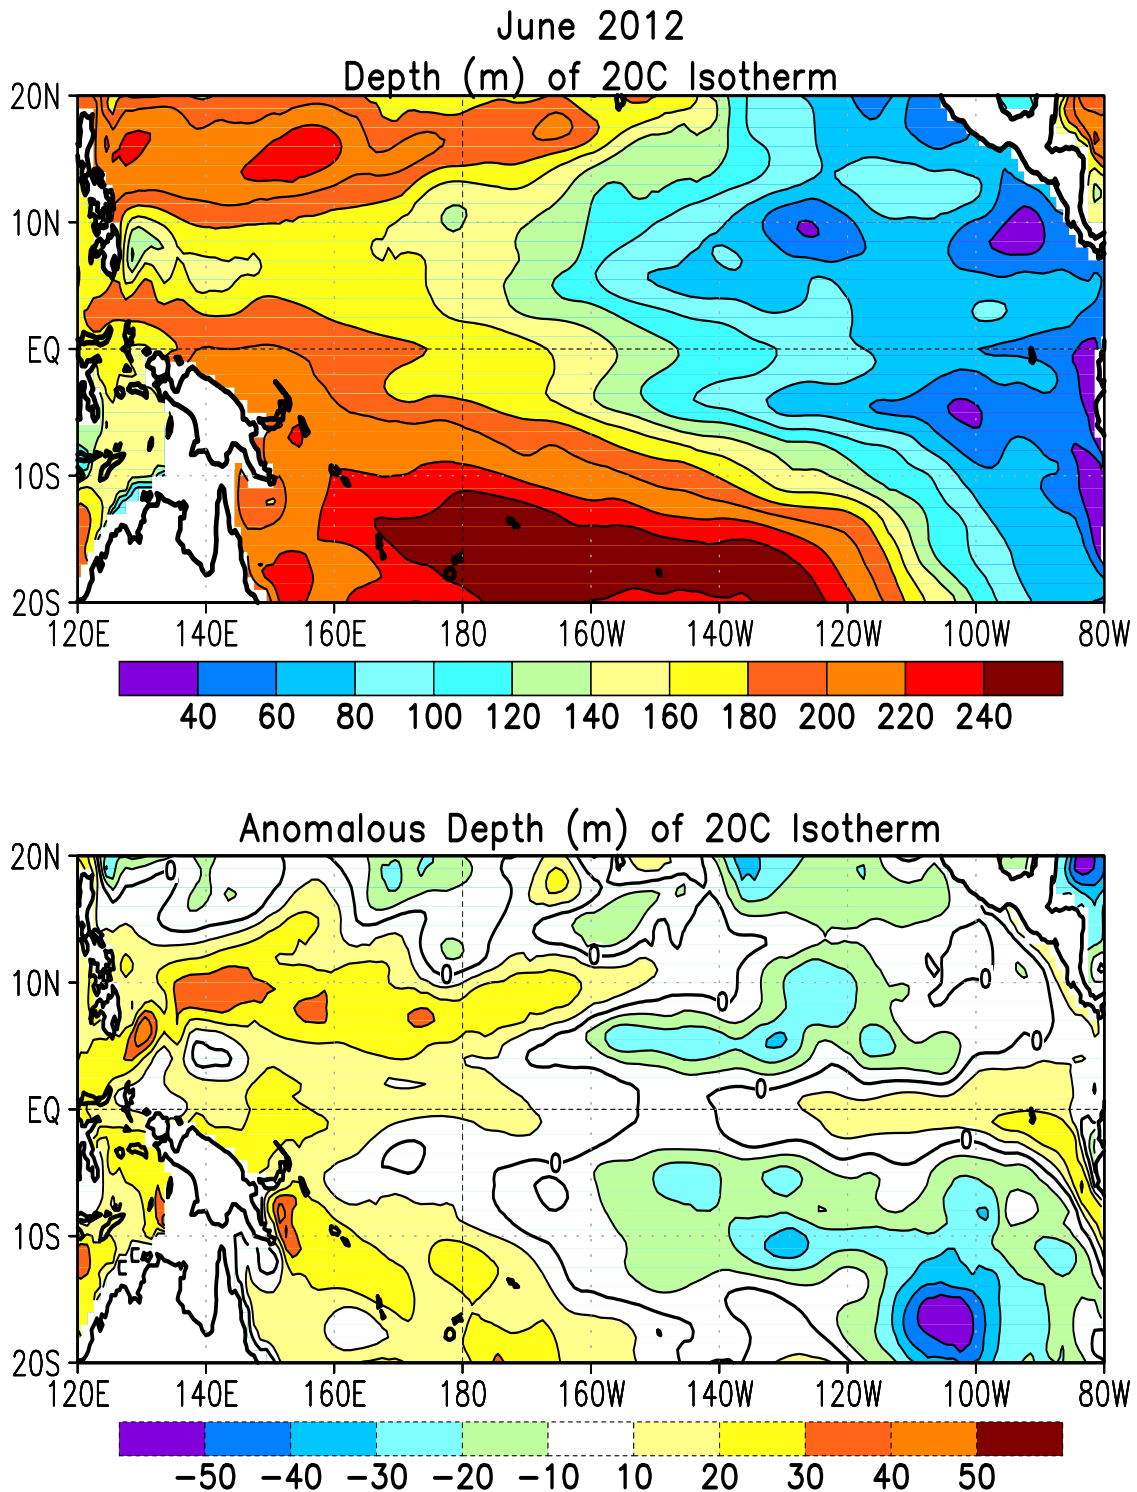 June 2012
Depth (m) of 20C Isotherm
20N
10N
EQ
10S
20S
120E 140E 160E 180 160W 140W 120W 100W 80W
40 60 80 100 120 140 160 180 200 220 240
Anomalous Depth (m) of 20C Isotherm
20N
0
0
0
10N
0
0
0
0
EQ
0
0
10S
20S
120E 140E 160E 180 160W 140W 120W 100W 80W
−50 −40 −30 −20 −10 10 20 30 40 50